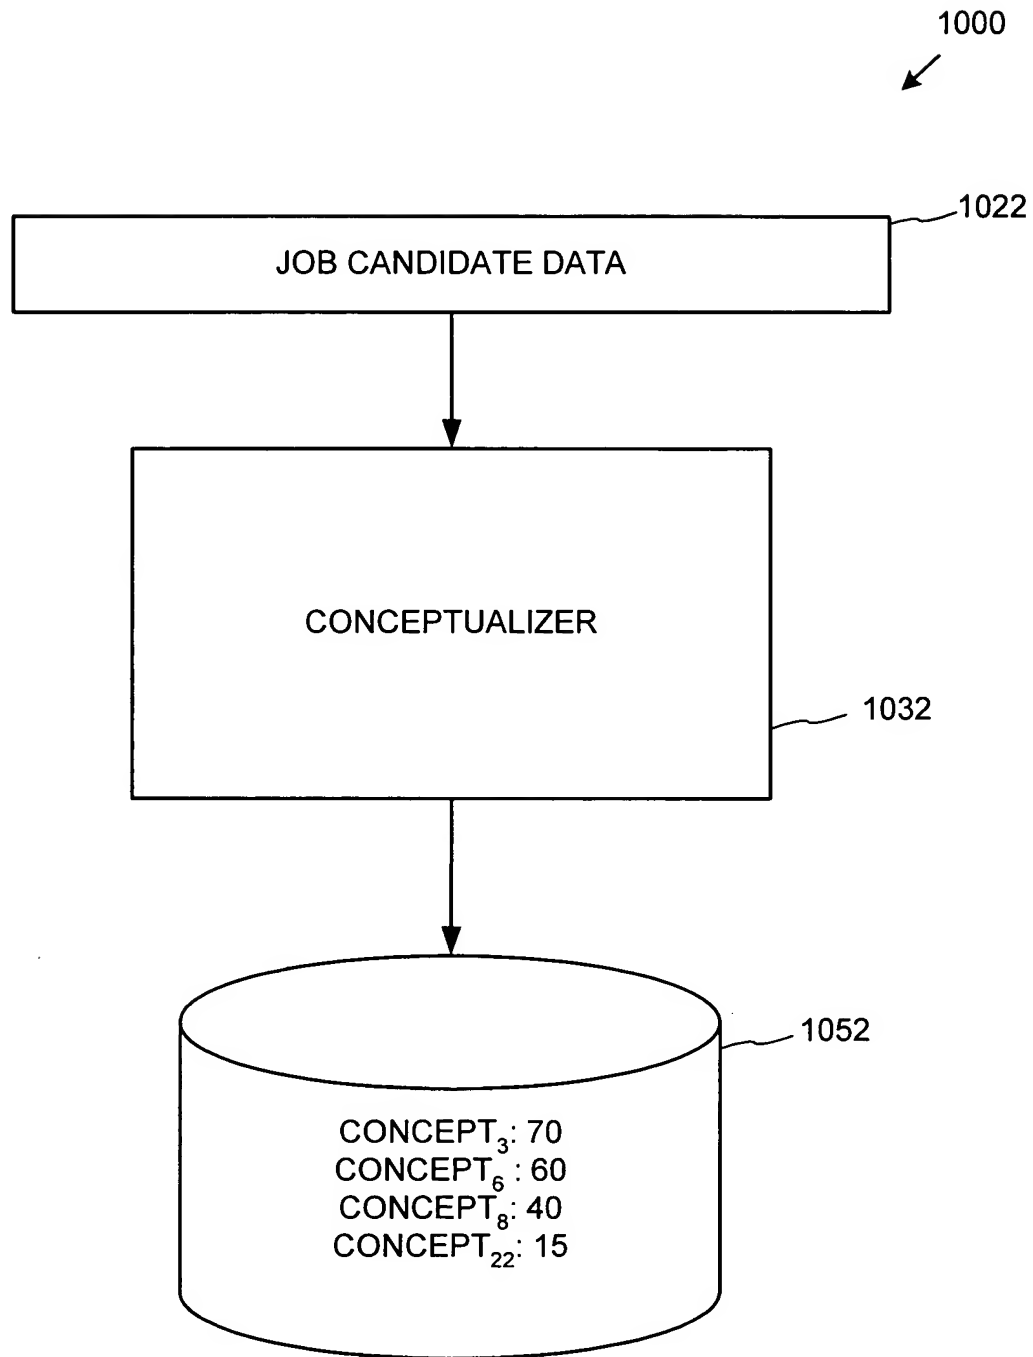 1000
1022
JOB CANDIDATE DATA
CONCEPTUALIZER
1032
1052
CONCEPT₃: 70
CONCEPT₆ : 60
CONCEPT₈: 40
CONCEPT₂₂: 15